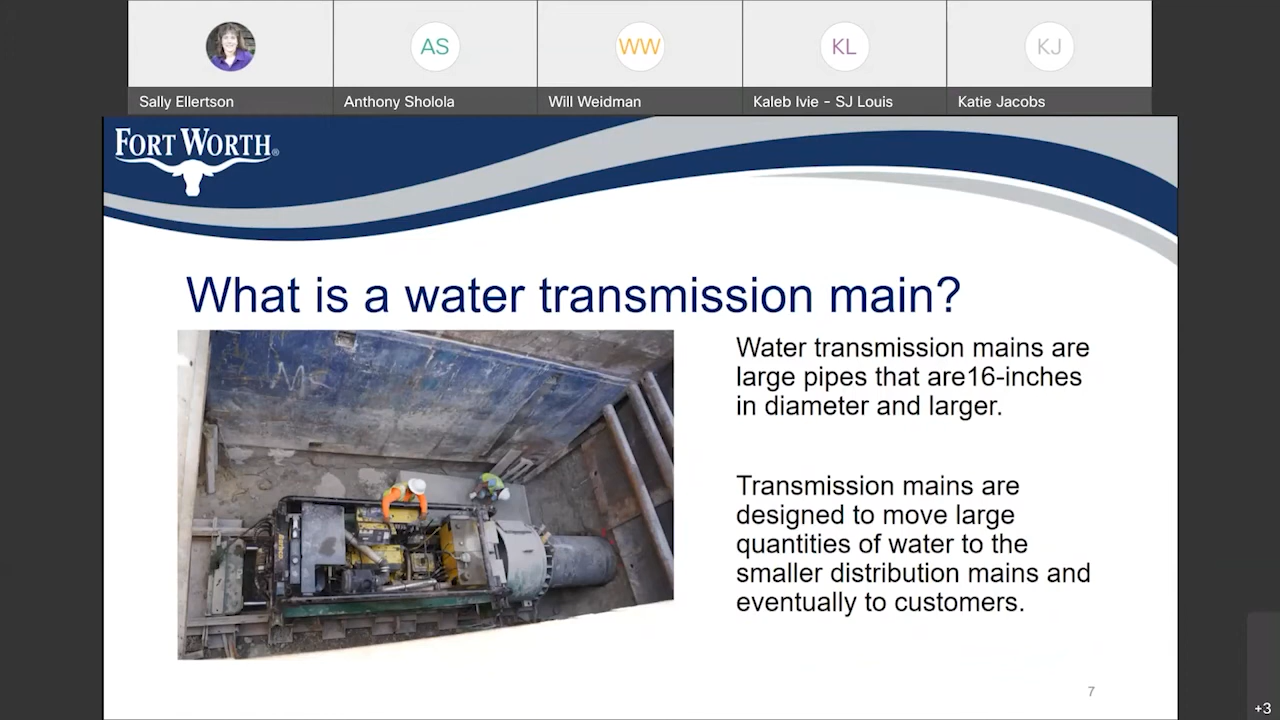 AS
WW
KL
KJ
Sally Ellertson
Anthony Sholola
Will Weidman
Kaleb Ivie - SJ Louis
Katie Jacobs
FORT WORTH®
What is a water transmission main?
MS
Water transmission mains are
large pipes that are16-inches
in diameter and larger.
Transmission mains are
designed to move large
quantities of water to the
smaller distribution mains and
eventually to customers.
7
+3